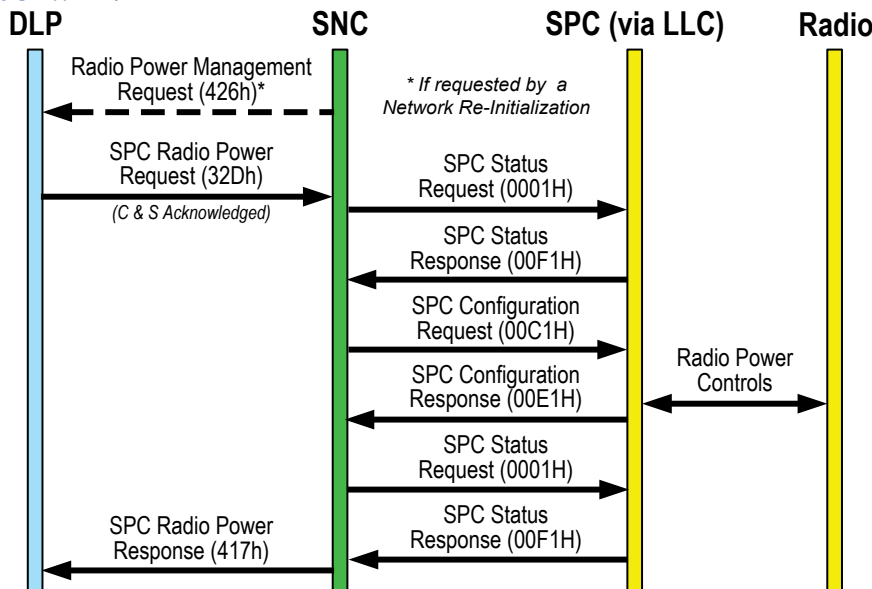 DLP
SNC
SPC (via LLC)
Radio
Radio Power Management
Request (426h)*
* If requested by a
Network Re-Initialization
SPC Radio Power
Request (32Dh)
(C & S Acknowledged)
SPC Status
Request (0001H)
SPC Status
Response (00F1H)
SPC Configuration
Request (00C1H)
Radio Power
Controls
SPC Configuration
Response (00E1H)
SPC Status
Request (0001H)
SPC Status
Response (00F1H)
SPC Radio Power
Response (417h)